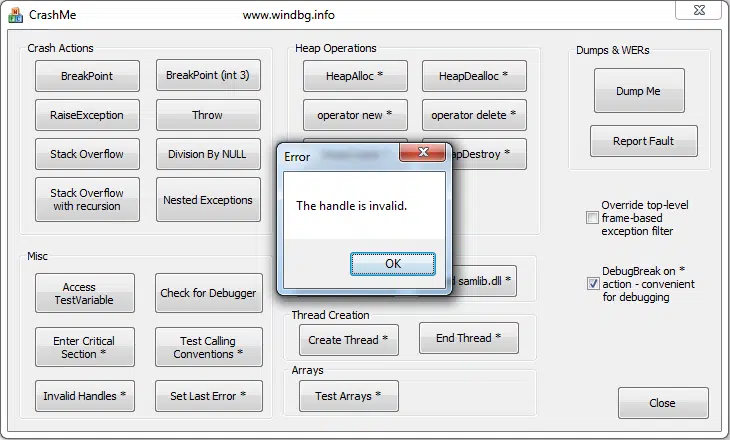 CrashMe
www.windbg.info
Crash Actions
BreakPoint
BreakPoint (int 3)
RaiseException
Throw
Stack Overflow
Division By NULL
Stack Overflow
with recursion
Nested Exceptions
Heap Operations
HeapAlloc *
HeapDealloc *
operator new *
operator delete *
apDestroy *
Dumps & WERs
Dump Me
Report Fault
Override top-level
frame-based
exception filter
DebugBreak on *
action - convenient
for debugging
Error
The handle is invalid.
OK
Misc
Access
TestVariable
Check for Debugger
Enter Critical
Section *
Test Calling
Conventions *
Invalid Handles *
Set Last Error *
samlib.dll *
Thread Creation
Create Thread *
End Thread *
Arrays
Test Arrays *
Close